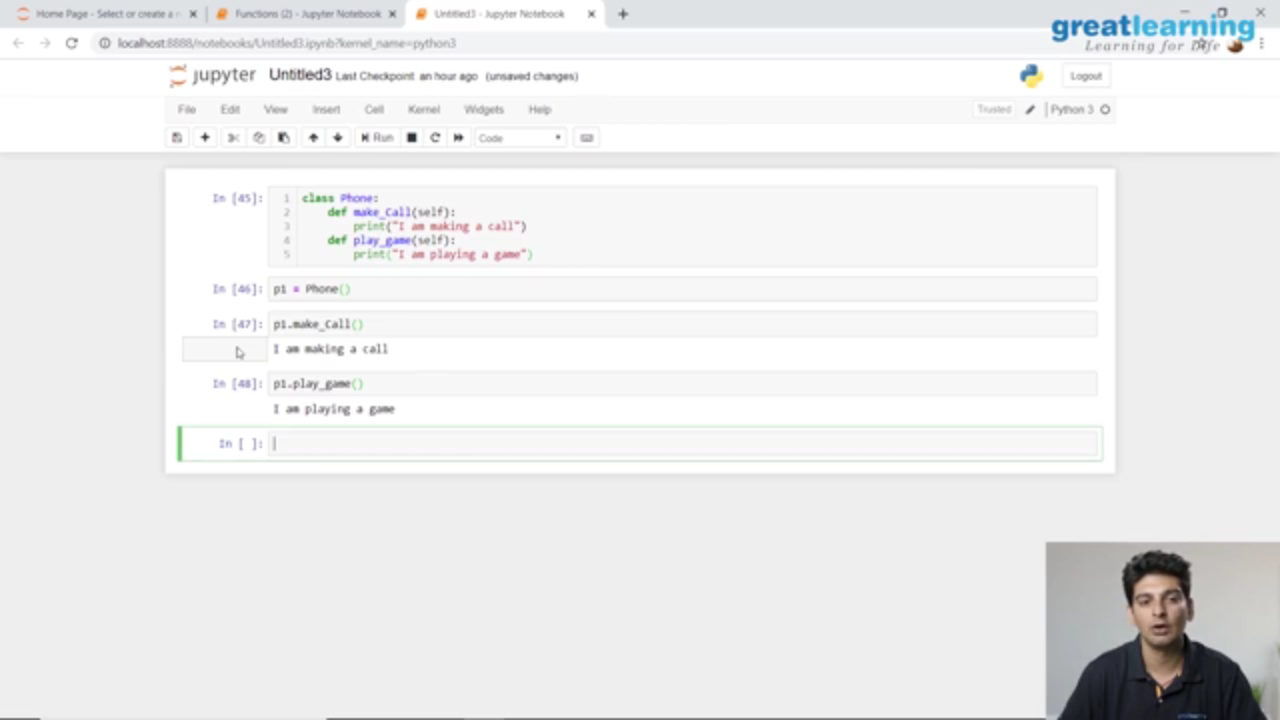 Home Page - Select or create a n
Functions (2) - Jupyter Notebook
Untitled3 - Jupyter Notebook
localhost:8888/notebooks/Untitled3.ipynb?kernel_name=python3
greatlearning
Learning for Life
jupyter Untitled3 Last Checkpoint: an hour ago (unsaved changes)
Logout
File Edit View Insert Cell Kernel Widgets Help
Trusted Python 3
Run Code
In [45]:
1 class Phone:
2 def make_Call(self):
3 print("I am making a call")
4 def play_game(self):
5 print("I am playing a game")
In [46]: p1 = Phone()
In [47]: p1.make_Call()
I am making a call
In [48]: p1.play_game()
I am playing a game
In [ ]: